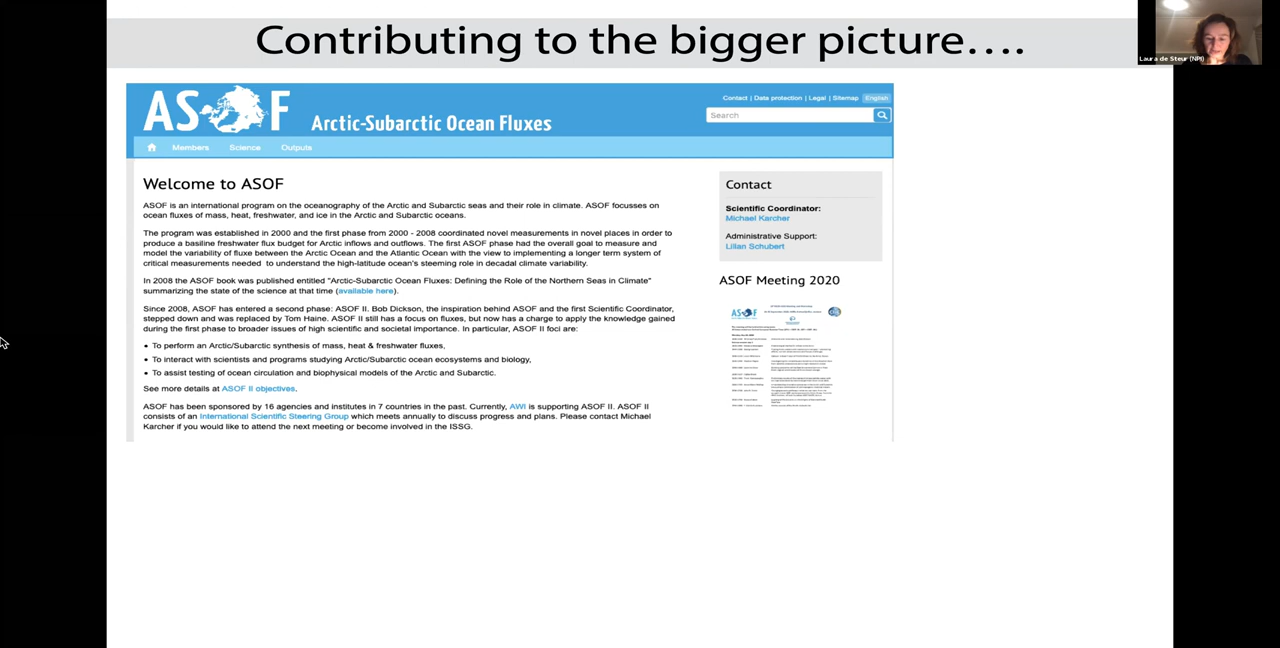 Contributing to the bigger picture….
Laura de Steur (NPI)
ASOF
Arctic-Subarctic Ocean Fluxes
Contact | Data protection | Legal | Sitemap English
Search
Members Science Outputs
Welcome to ASOF
ASOF is an international program on the oceanography of the Arctic and Subarctic seas and their role in climate. ASOF focusses on
ocean fluxes of mass, heat, freshwater, and ice in the Arctic and Subarctic oceans.
The program was established in 2000 and the first phase from 2000 - 2008 coordinated novel measurements in novel places in order to
produce a basiline freshwater flux budget for Arctic inflows and outflows. The first ASOF phase had the overall goal to measure and
model the variability of fluxe between the Arctic Ocean and the Atlantic Ocean with the view to implementing a longer term system of
critical measurements needed to understand the high-latitude ocean's steeming role in decadal climate variability.
In 2008 the ASOF book was published entitled "Arctic-Subarctic Ocean Fluxes: Defining the Role of the Northern Seas in Climate"
summarizing the state of the science at that time (available here).
Since 2008, ASOF has entered a second phase: ASOF II. Bob Dickson, the inspiration behind ASOF and the first Scientific Coordinator,
stepped down and was replaced by Tom Haine. ASOF II still has a focus on fluxes, but now has a charge to apply the knowledge gained
during the first phase to broader issues of high scientific and societal importance. In particular, ASOF II foci are:
• To perform an Arctic/Subarctic synthesis of mass, heat & freshwater fluxes,
• To interact with scientists and programs studying Arctic/Subarctic ocean ecosystems and biology,
• To assist testing of ocean circulation and biophysical models of the Arctic and Subarctic.
See more details at ASOF II objectives.
ASOF has been sponsored by 16 agencies and institutes in 7 countries in the past. Currently, AWI is supporting ASOF II. ASOF II
consists of an International Scientific Steering Group which meets annually to discuss progress and plans. Please contact Michael
Karcher if you would like to attend the next meeting or become involved in the ISSG.
Contact
Scientific Coordinator:
Michael Karcher
Administrative Support:
Lilian Schubert
ASOF Meeting 2020
ASOF